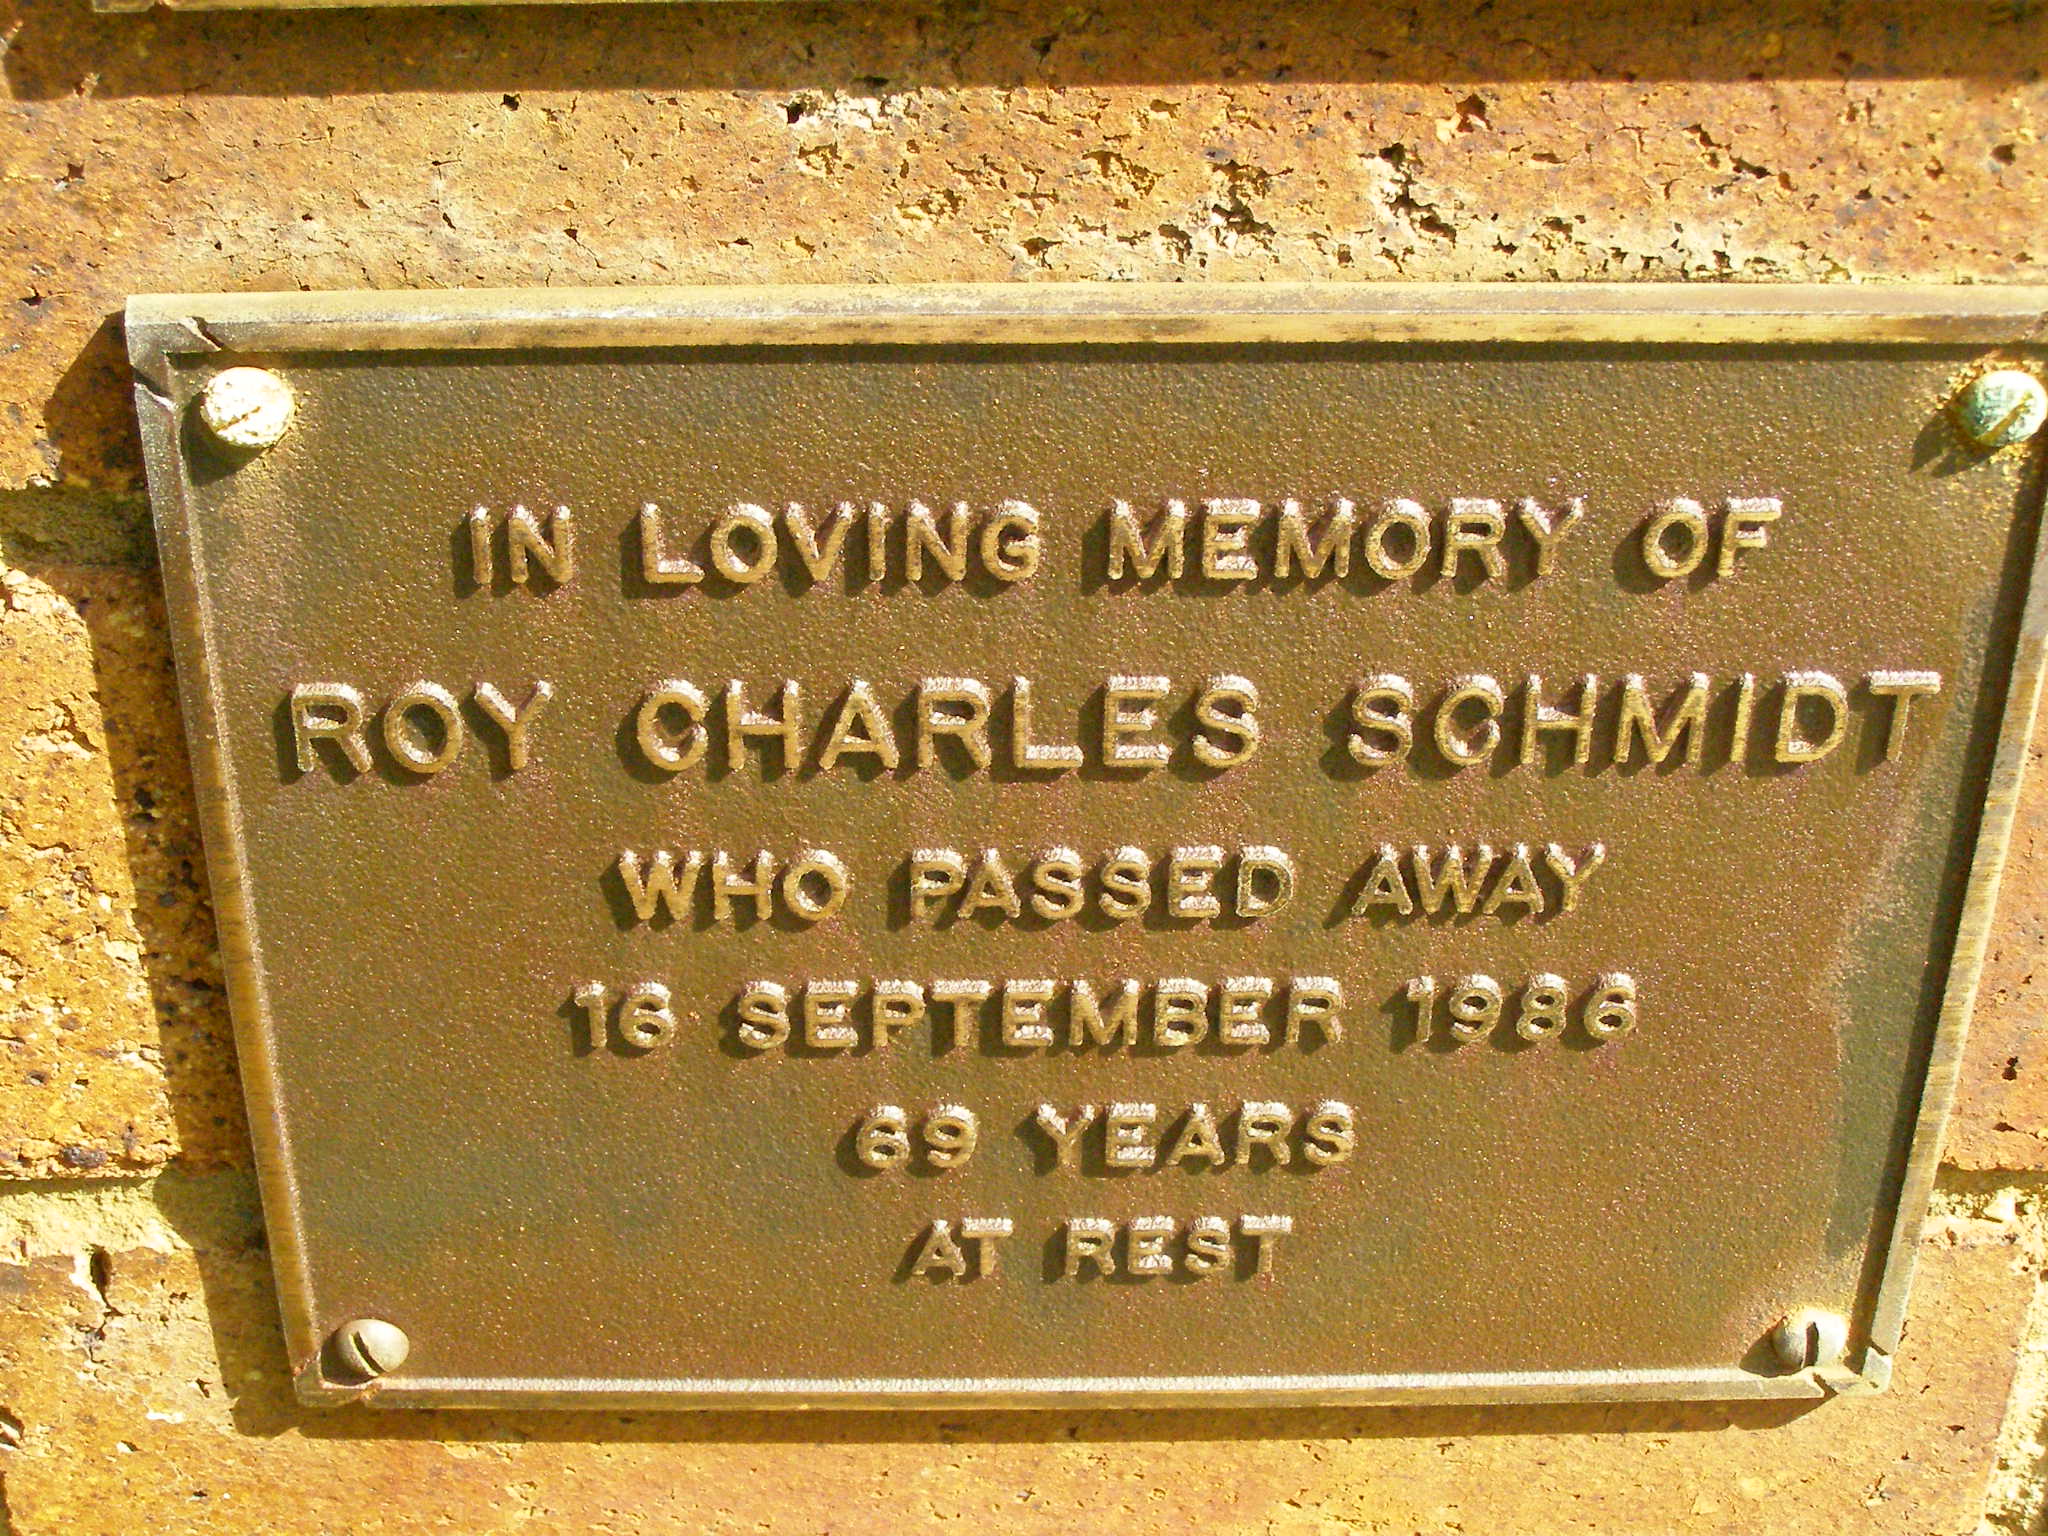 IN LOVING MEMORY OF
ROY CHARLES SCHMIDT
WHO PASSED AWAY
16 SEPTEMBER 1986
69 YEARS
AT REST